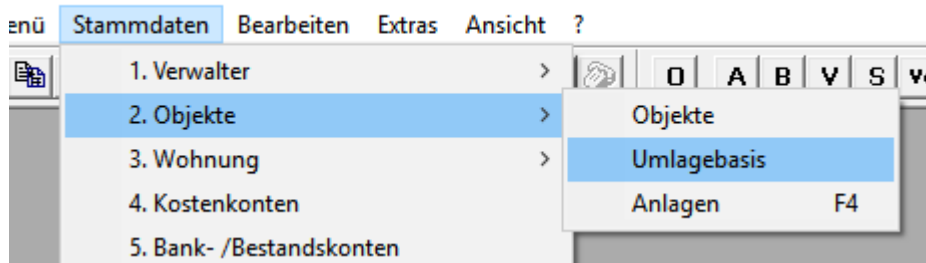 enü Stammdaten Bearbeiten Extras Ansicht ?
1. Verwalter > O A B V S
2. Objekte > Objekte
3. Wohnung > Umlagebasis
4. Kostenkonten Anlagen F4
5. Bank- /Bestandskonten